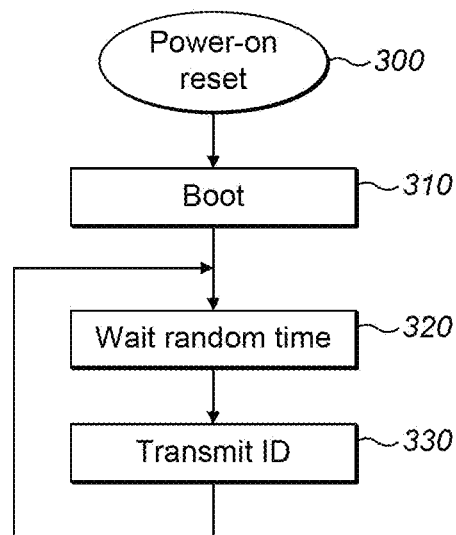 Power-on
reset
300
Boot
310
Wait random time
320
Transmit ID
330